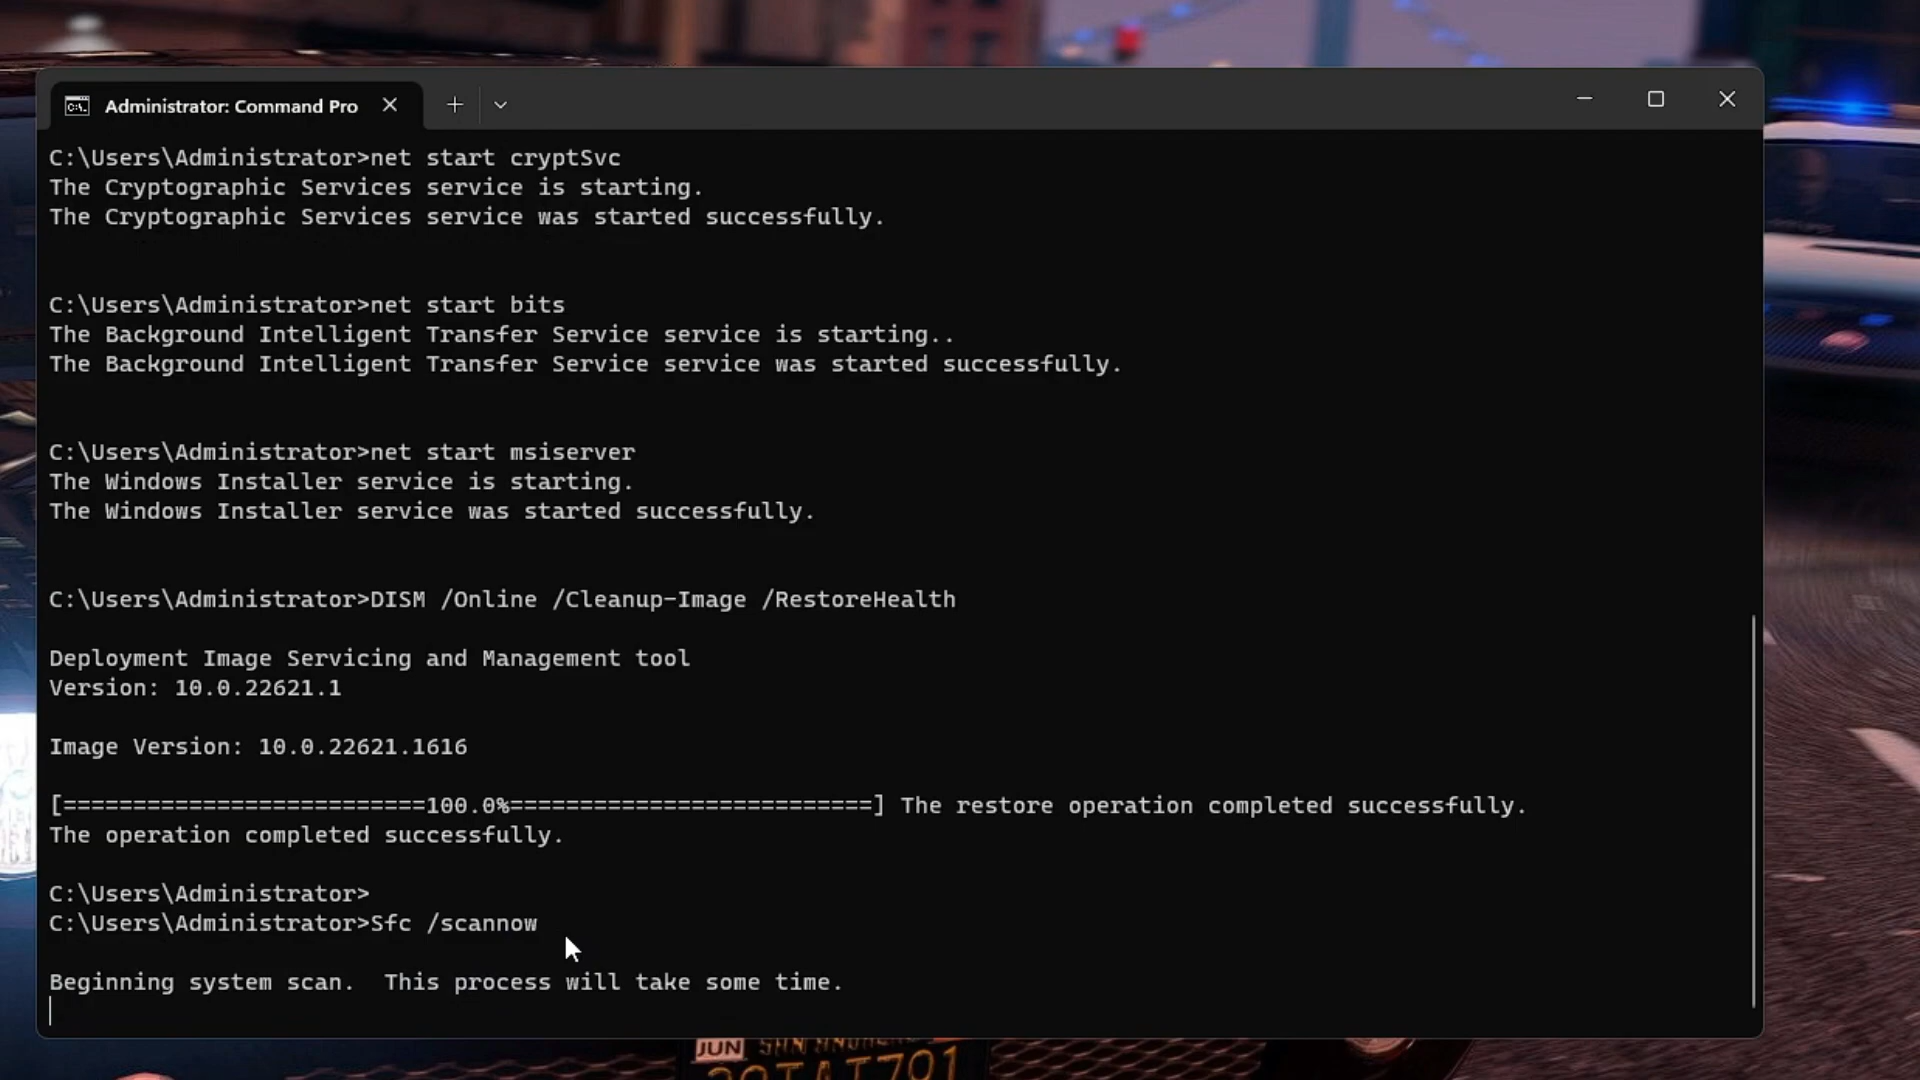 Administrator: Command Pro
C:\Users\Administrator>net start cryptSvc
The Cryptographic Services service is starting.
The Cryptographic Services service was started successfully.
C:\Users\Administrator>net start bits
The Background Intelligent Transfer Service service is starting..
The Background Intelligent Transfer Service service was started successfully.
C:\Users\Administrator>net start msiserver
The Windows Installer service is starting.
The Windows Installer service was started successfully.
C:\Users\Administrator>DISM /Online /Cleanup-Image /RestoreHealth
Deployment Image Servicing and Management tool
Version: 10.0.22621.1
Image Version: 10.0.22621.1616
[==========================100.0%==========================] The restore operation completed successfully.
The operation completed successfully.
C:\Users\Administrator>
C:\Users\Administrator>Sfc /scannow
Beginning system scan.  This process will take some time.
JUN